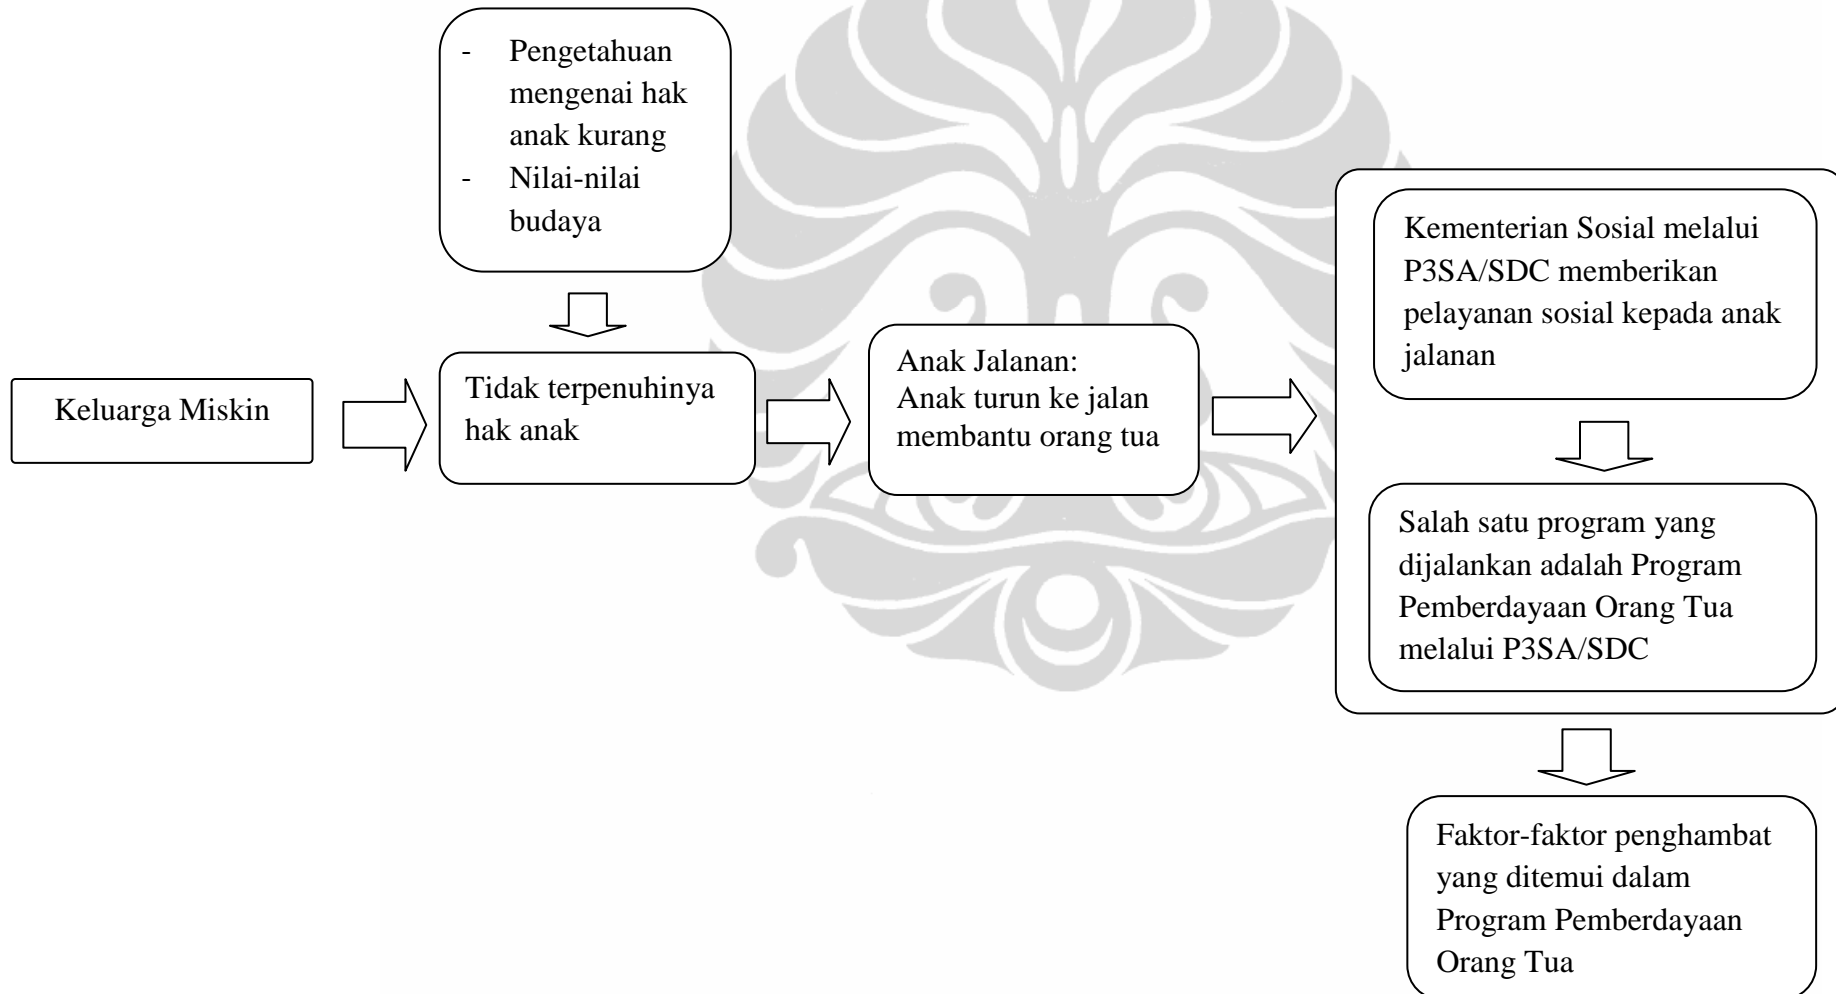 - Pengetahuan
mengenai hak
anak kurang
- Nilai-nilai
budaya
Keluarga Miskin
Tidak terpenuhinya
hak anak
Anak Jalanan:
Anak turun ke jalan
membantu orang tua
Kementerian Sosial melalui
P3SA/SDC memberikan
pelayanan sosial kepada anak
jalanan
Salah satu program yang
dijalankan adalah Program
Pemberdayaan Orang Tua
melalui P3SA/SDC
Faktor-faktor penghambat
yang ditemui dalam
Program Pemberdayaan
Orang Tua